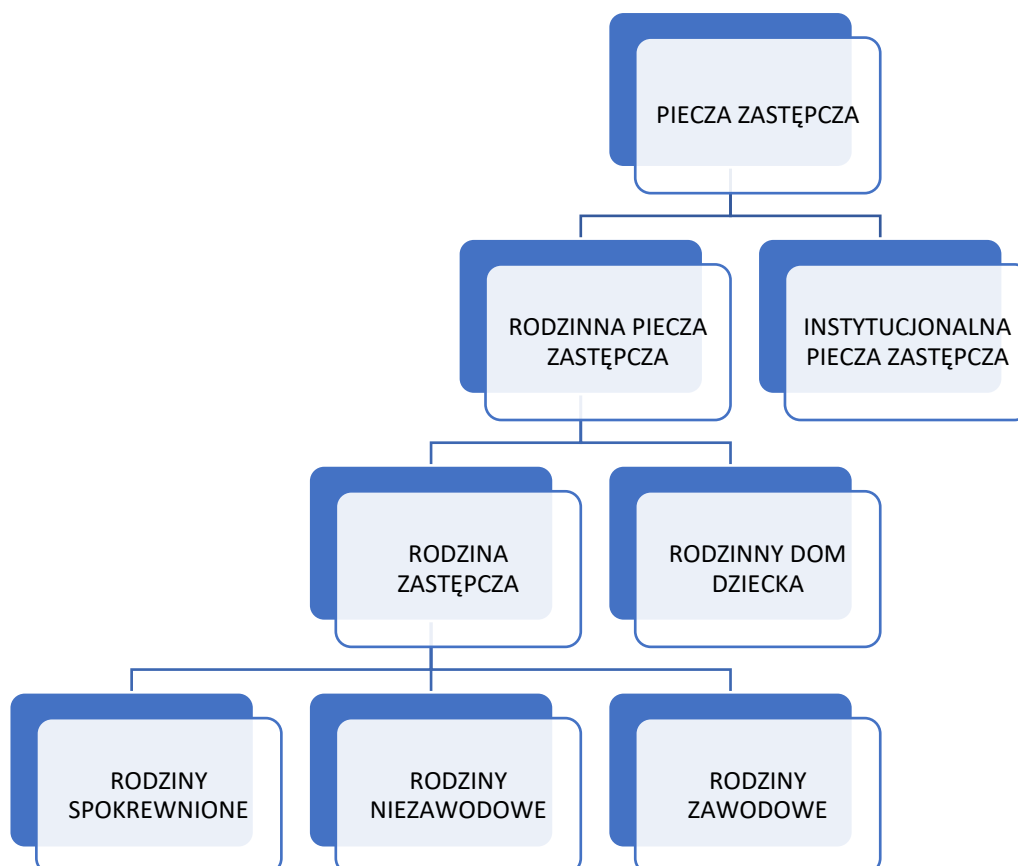 PIECZA ZASTĘPCZA
RODZINNA PIECZA
ZASTĘPCZA
INSTYTUCJONALNA
PIECZA ZASTĘPCZA
RODZINA
ZASTĘPCZA
RODZINNY DOM
DZIECKA
RODZINY
SPOKREWNIONE
RODZINY
NIEZAWODOWE
RODZINY
ZAWODOWE